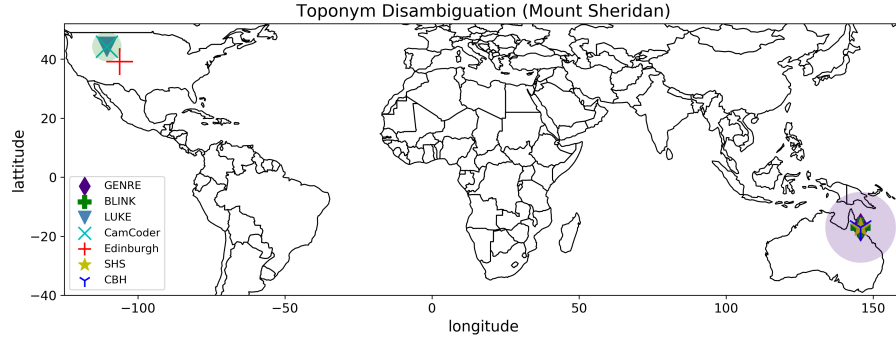 Toponym Disambiguation (Mount Sheridan)
lattitude
40
20
0
−20
−40
GENRE
BLINK
LUKE
CamCoder
Edinburgh
SHS
CBH
−100
−50
0
50
100
150
longitude